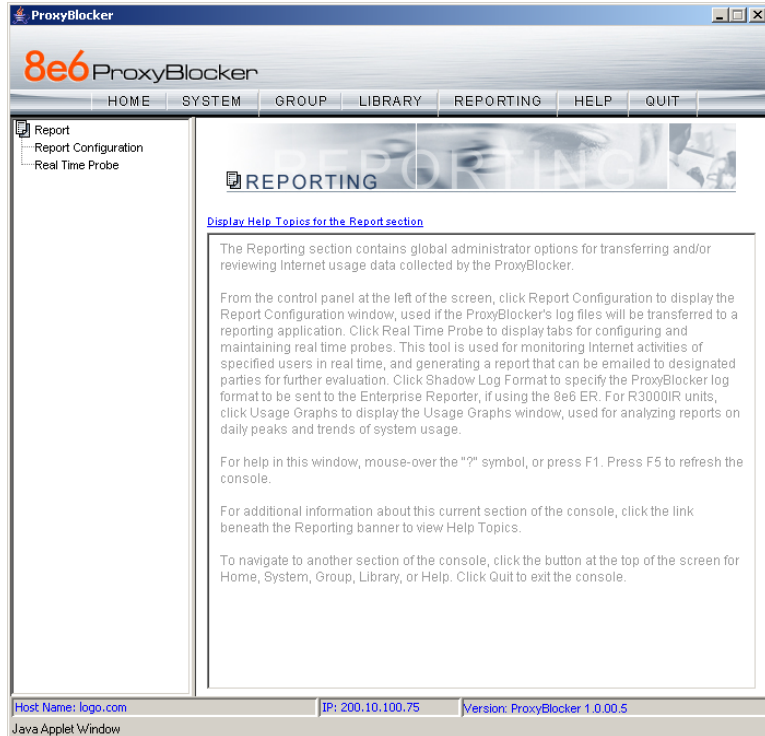 ProxyBlocker
8e6 ProxyBlocker
HOME SYSTEM GROUP LIBRARY REPORTING HELP QUIT
Report
Report Configuration
Real Time Probe
REPORTING
REPORTING
Display Help Topics for the Report section
The Reporting section contains global administrator options for transferring and/or
reviewing Internet usage data collected by the ProxyBlocker.
From the control panel at the left of the screen, click Report Configuration to display the
Report Configuration window, used if the ProxyBlocker's log files will be transferred to a
reporting application. Click Real Time Probe to display tabs for configuring and
maintaining real time probes. This tool is used for monitoring Internet activities of
specified users in real time, and generating a report that can be emailed to designated
parties for further evaluation. Click Shadow Log Format to specify the ProxyBlocker log
format to be sent to the Enterprise Reporter, if using the 8e6 ER. For R3000IR units,
click Usage Graphs to display the Usage Graphs window, used for analyzing reports on
daily peaks and trends of system usage.
For help in this window, mouse-over the "?" symbol, or press F1. Press F5 to refresh the
console.
For additional information about this current section of the console, click the link
beneath the Reporting banner to view Help Topics.
To navigate to another section of the console, click the button at the top of the screen for
Home, System, Group, Library, or Help. Click Quit to exit the console.
Host Name: logo.com IP: 200.10.100.75 Version: ProxyBlocker 1.0.00.5
Java Applet Window